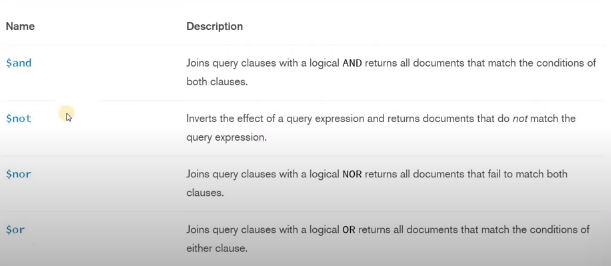 Name Description
$and Joins query clauses with a logical AND returns all documents that match the conditions of
both clauses.
$not Inverts the effect of a query expression and returns documents that do not match the
query expression.
$nor Joins query clauses with a logical NOR returns all documents that fail to match both
clauses.
$or Joins query clauses with a logical OR returns all documents that match the conditions of
either clause.